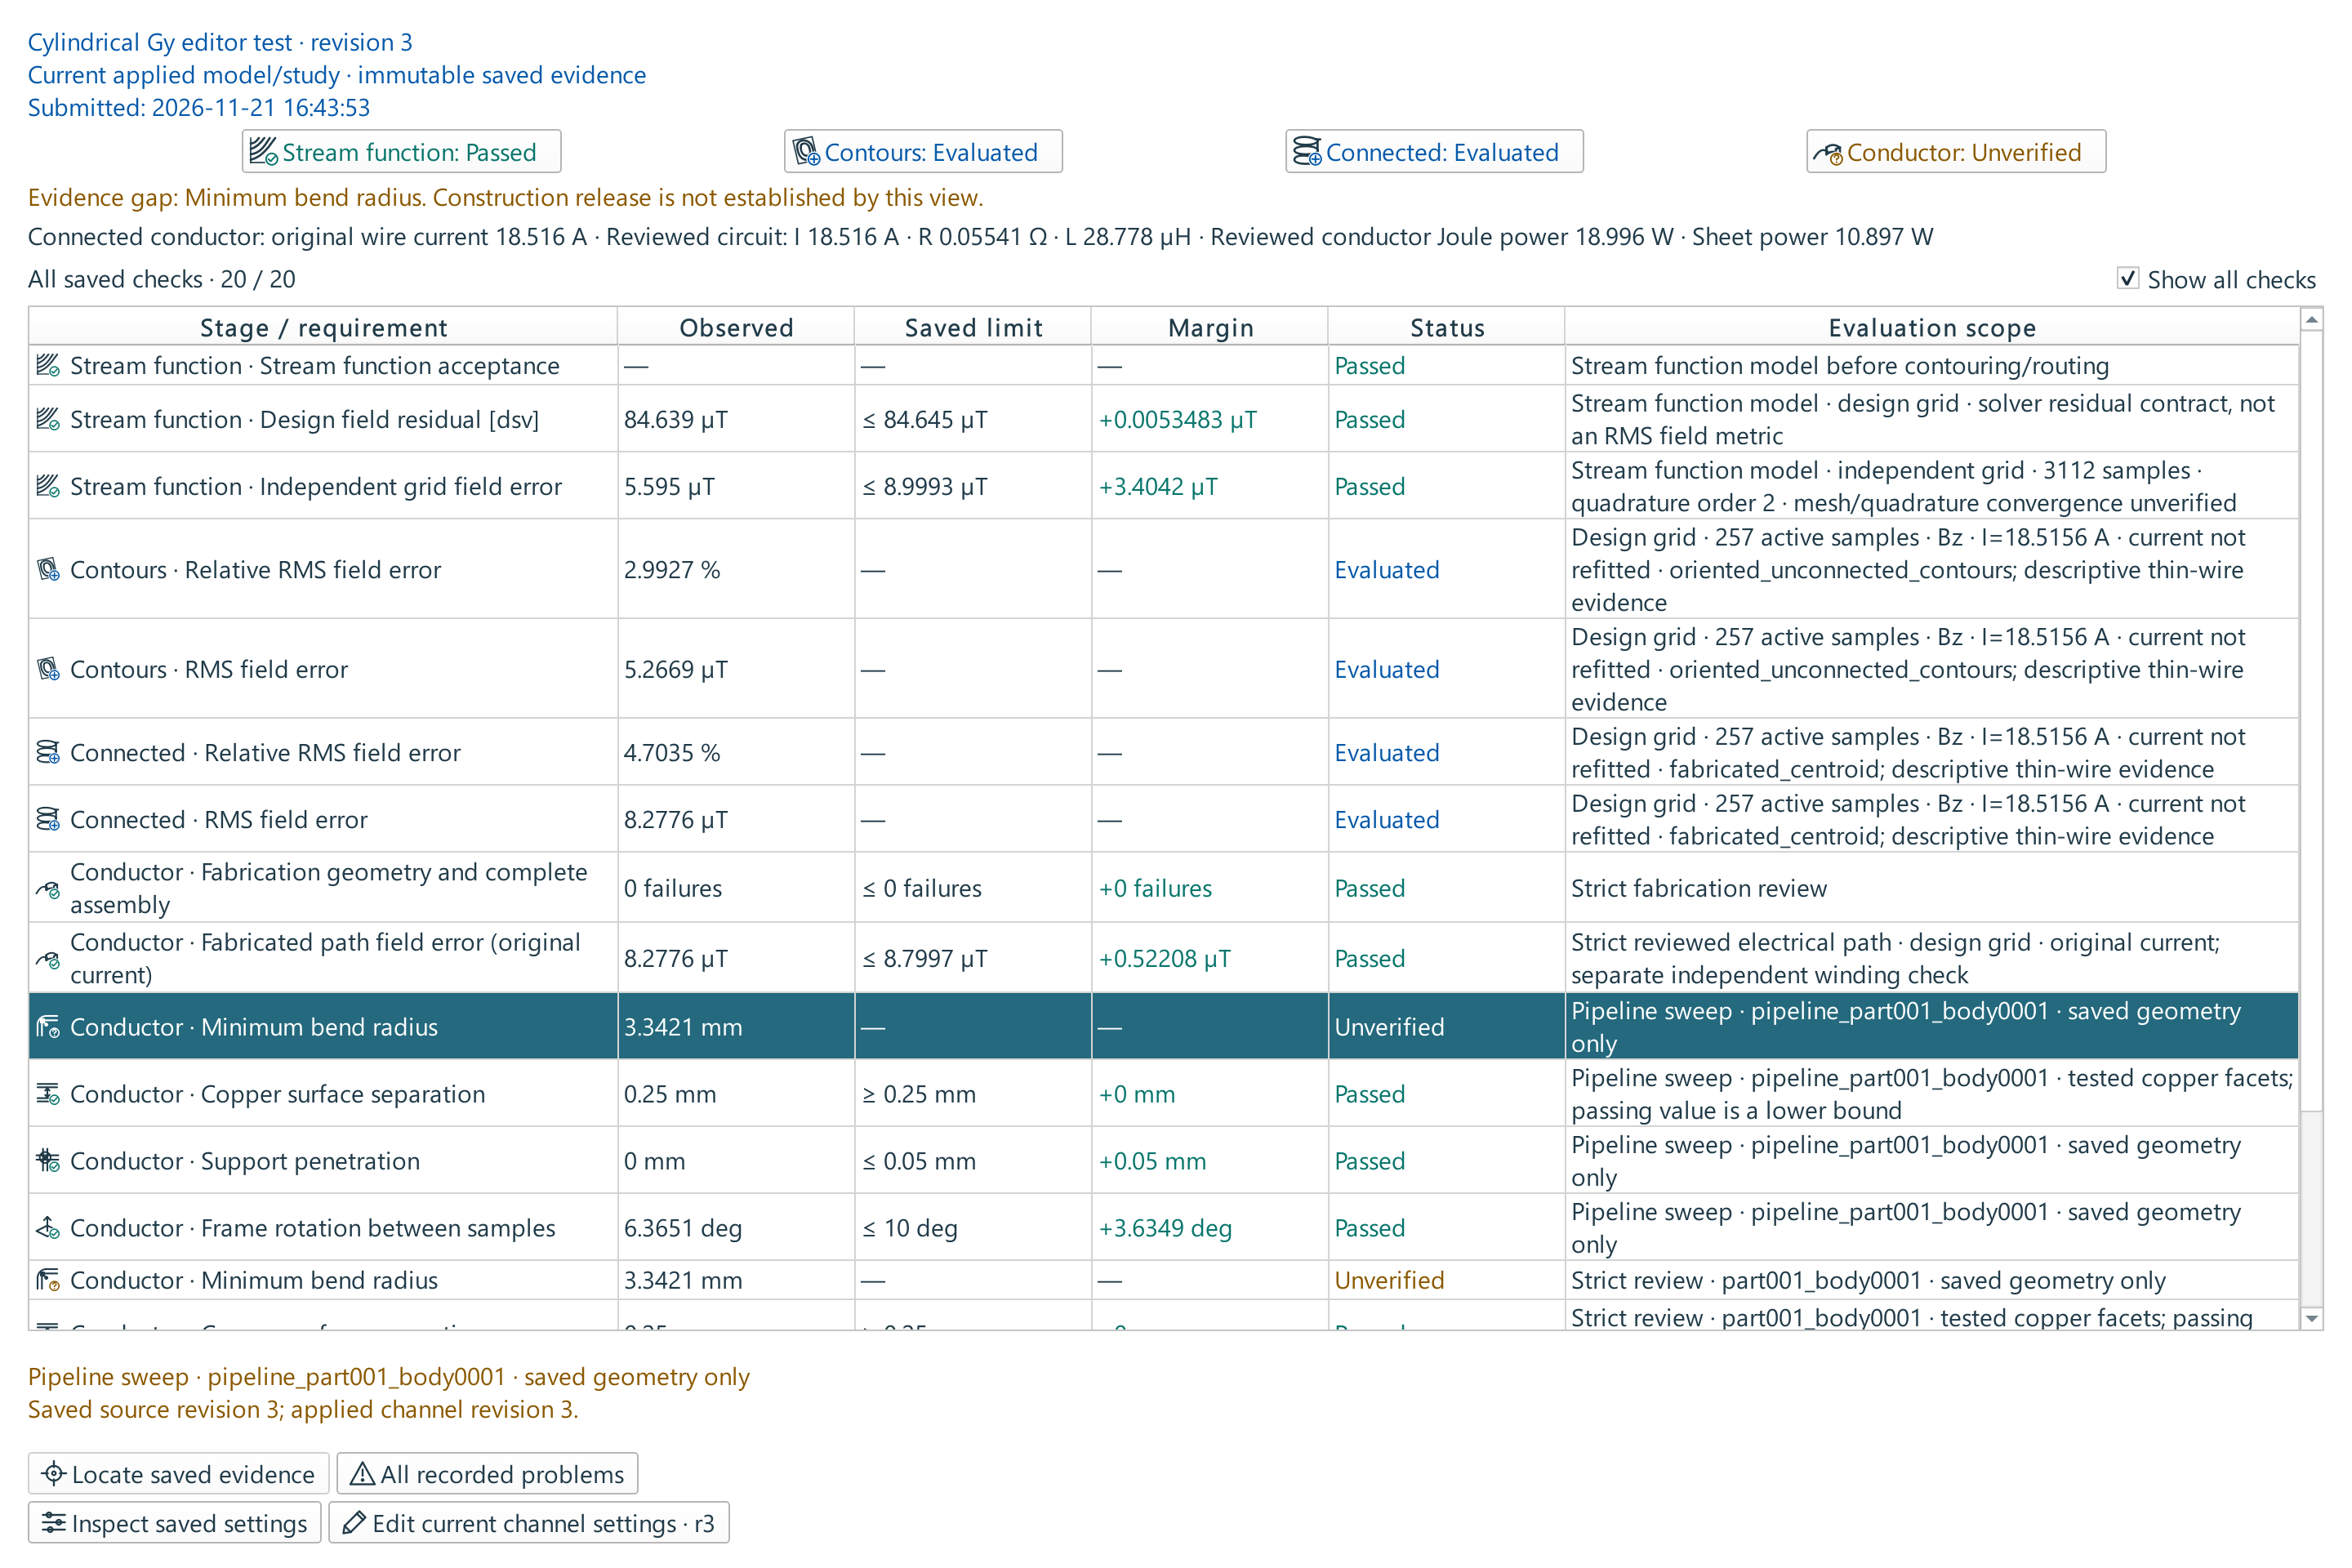 Cylindrical Gy editor test · revision 3
Current applied model/study · immutable saved evidence
Submitted: 2026-11-21 16:43:53
Stream function: Passed
Contours: Evaluated
Connected: Evaluated
Conductor: Unverified
Evidence gap: Minimum bend radius. Construction release is not established by this view.
Connected conductor: original wire current 18.516 A · Reviewed circuit: I 18.516 A · R 0.05541 Ω · L 28.778 µH · Reviewed conductor Joule power 18.996 W · Sheet power 10.897 W
All saved checks · 20 / 20
Show all checks
Stage / requirement Observed Saved limit Margin Status Evaluation scope
Stream function · Stream function acceptance — — — Passed Stream function model before contouring/routing
Stream function · Design field residual [dsv] 84.639 µT ≤ 84.645 µT +0.0053483 µT Passed Stream function model · design grid · solver residual contract, not
an RMS field metric
Stream function · Independent grid field error 5.595 µT ≤ 8.9993 µT +3.4042 µT Passed Stream function model · independent grid · 3112 samples ·
quadrature order 2 · mesh/quadrature convergence unverified
Contours · Relative RMS field error 2.9927 % — — Evaluated Design grid · 257 active samples · Bz · I=18.5156 A · current not
refitted · oriented_unconnected_contours; descriptive thin-wire
evidence
Contours · RMS field error 5.2669 µT — — Evaluated Design grid · 257 active samples · Bz · I=18.5156 A · current not
refitted · oriented_unconnected_contours; descriptive thin-wire
evidence
Connected · Relative RMS field error 4.7035 % — — Evaluated Design grid · 257 active samples · Bz · I=18.5156 A · current not
refitted · fabricated_centroid; descriptive thin-wire evidence
Connected · RMS field error 8.2776 µT — — Evaluated Design grid · 257 active samples · Bz · I=18.5156 A · current not
refitted · fabricated_centroid; descriptive thin-wire evidence
Conductor · Fabrication geometry and complete
assembly 0 failures ≤ 0 failures +0 failures Passed Strict fabrication review
Conductor · Fabricated path field error (original
current) 8.2776 µT ≤ 8.7997 µT +0.52208 µT Passed Strict reviewed electrical path · design grid · original current;
separate independent winding check
Conductor · Minimum bend radius 3.3421 mm — — Unverified Pipeline sweep · pipeline_part001_body0001 · saved geometry
only
Conductor · Copper surface separation 0.25 mm ≥ 0.25 mm +0 mm Passed Pipeline sweep · pipeline_part001_body0001 · tested copper facets;
passing value is a lower bound
Conductor · Support penetration 0 mm ≤ 0.05 mm +0.05 mm Passed Pipeline sweep · pipeline_part001_body0001 · saved geometry
only
Conductor · Frame rotation between samples 6.3651 deg ≤ 10 deg +3.6349 deg Passed Pipeline sweep · pipeline_part001_body0001 · saved geometry
only
Conductor · Minimum bend radius 3.3421 mm — — Unverified Strict review · part001_body0001 · saved geometry only
Strict review · part001_body0001 · tested copper facets; passing
Pipeline sweep · pipeline_part001_body0001 · saved geometry only
Saved source revision 3; applied channel revision 3.
Locate saved evidence
All recorded problems
Inspect saved settings
Edit current channel settings · r3